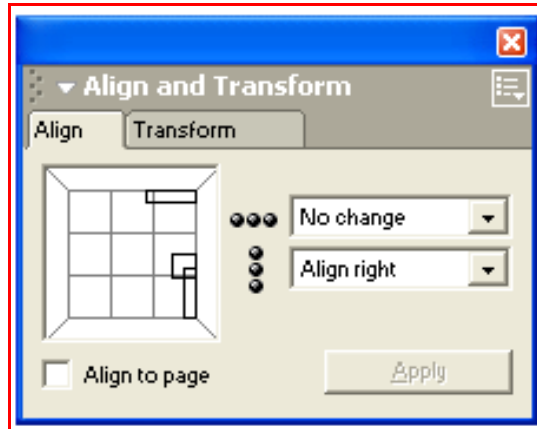 Align and Transform
Align Transform
No change
Align right
Align to page Apply